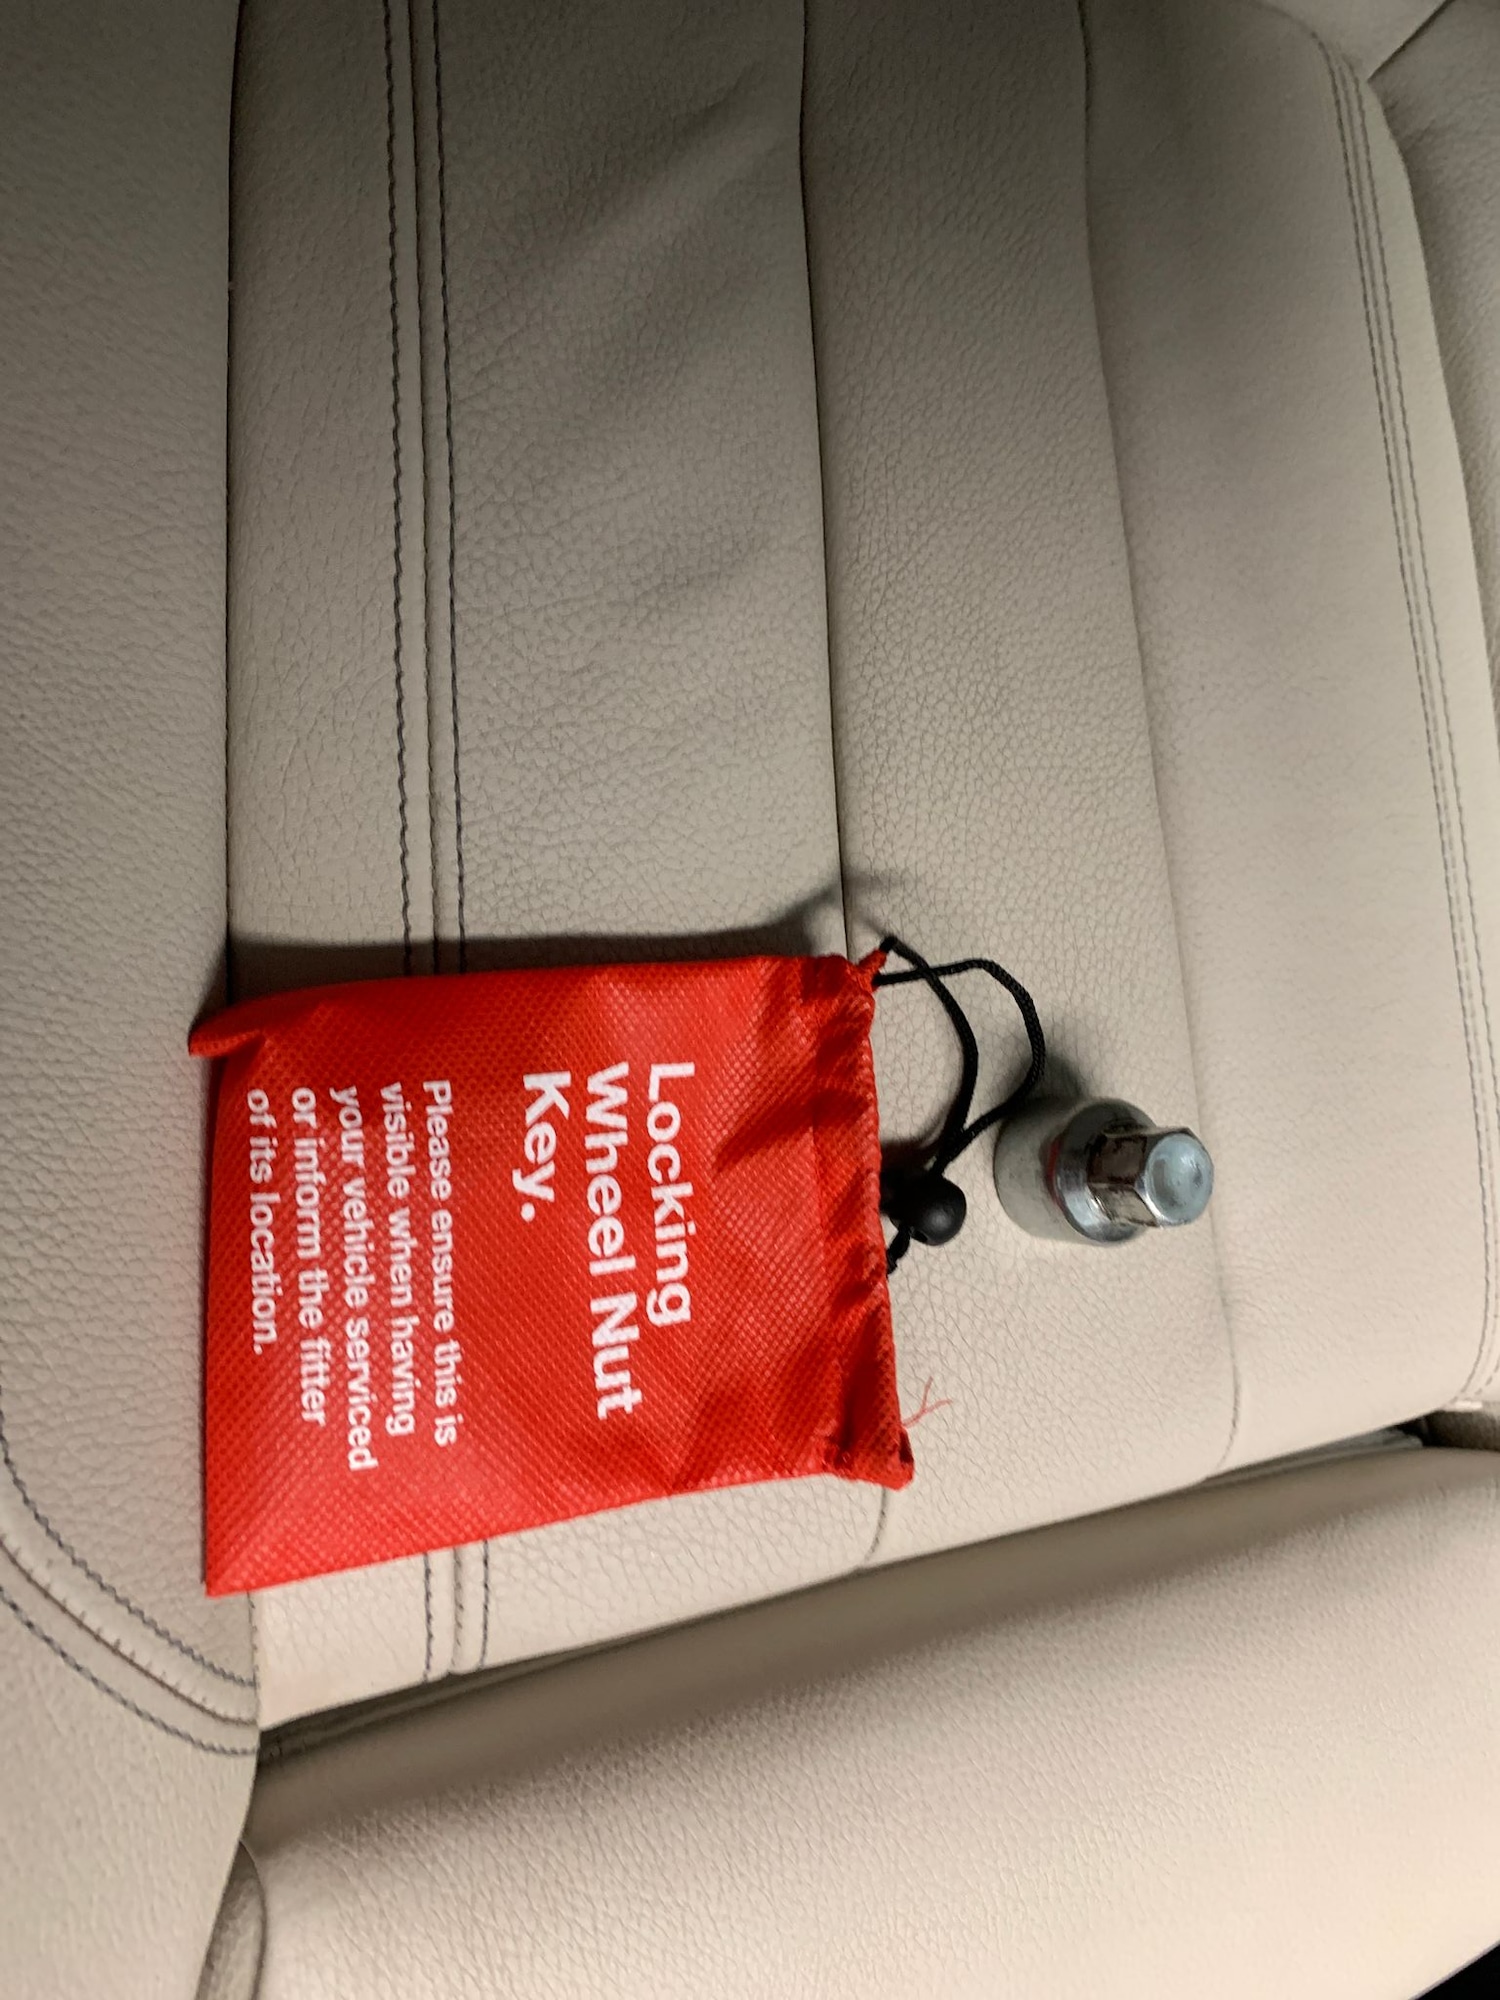 Locking
Wheel Nut
Key.
Please ensure this is
visible when having
your vehicle serviced
or inform the fitter
of its location.